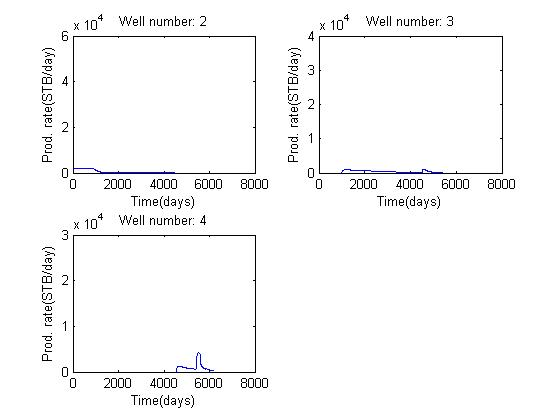 x 10^4 Well number: 2
6
4
2
0
0 2000 4000 6000 8000
Time(days)
Prod. rate(STB/day)
x 10^4 Well number: 3
4
3
2
1
0
0 2000 4000 6000 8000
Time(days)
Prod. rate(STB/day)
x 10^4 Well number: 4
3
2
1
0
0 2000 4000 6000 8000
Time(days)
Prod. rate(STB/day)